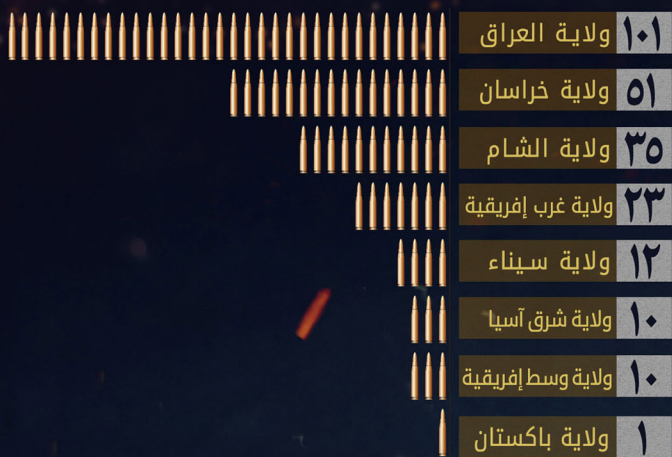 ولاية العراق ١٠١
ولاية خراسان ٥١
ولاية الشام ٣٥
ولاية غرب إفريقية ٢٣
ولاية سيناء ١٢
ولاية شرق آسيا ١٠
ولاية وسط إفريقية ١٠
ولاية باكستان ١